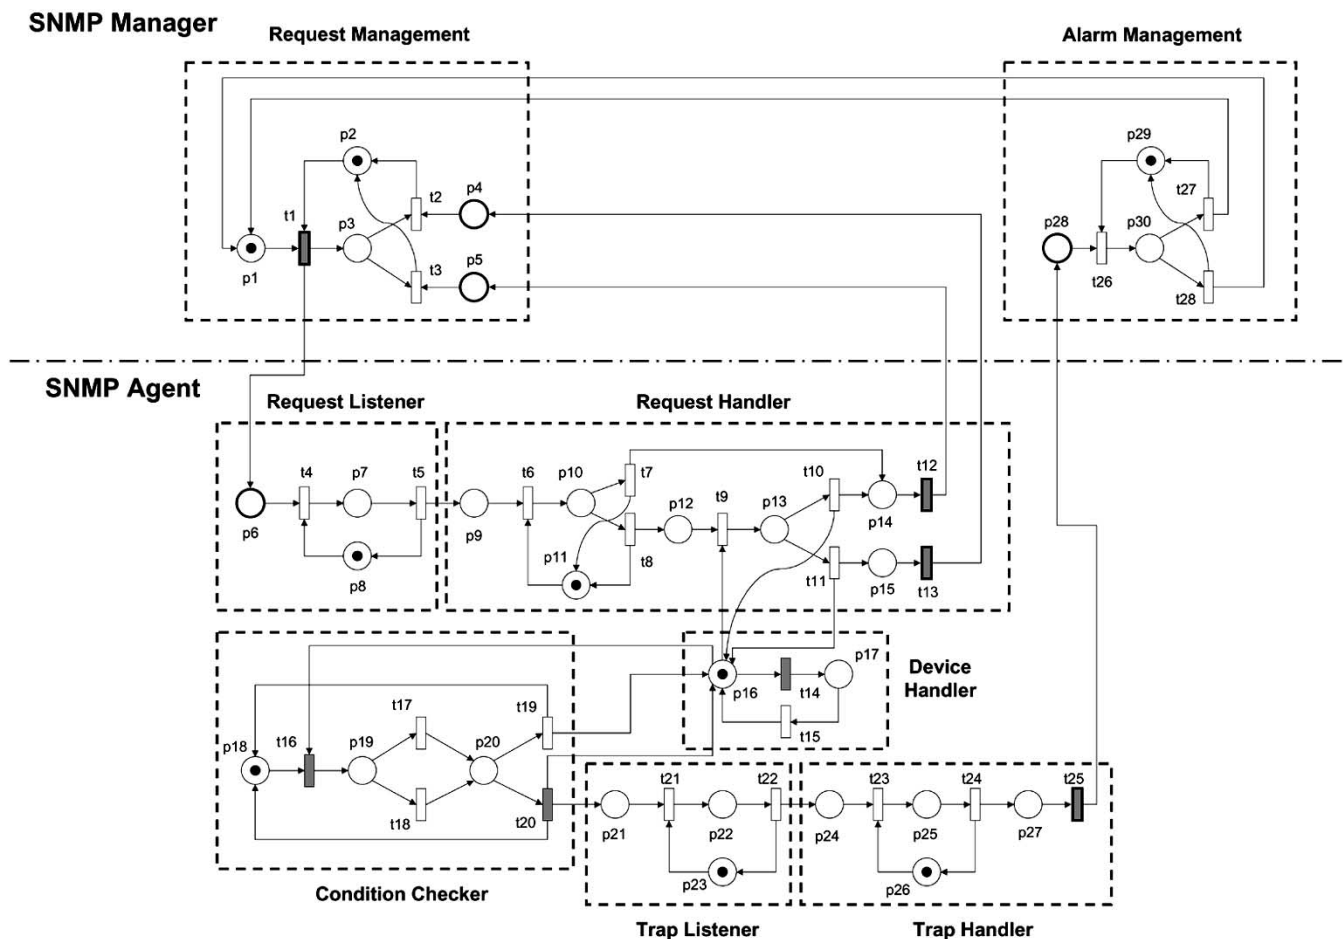 SNMP Manager
Request Management
Alarm Management
p2
p29
t1
p3
t2
p4
t27
p28
p30
p1
t3
p5
t26
t28
SNMP Agent
Request Listener
Request Handler
t4
p7
t5
t6
p10
t7
p12
t9
p13
t10
t12
p6
p9
p14
p8
p11
t8
t11
p15
t13
p17
Device
Handler
p16
t14
t15
p18
t16
p19
t17
p20
t19
t18
t20
t21
t22
t23
t24
t25
p21
p22
p24
p25
p27
p23
p26
Condition Checker
Trap Listener
Trap Handler